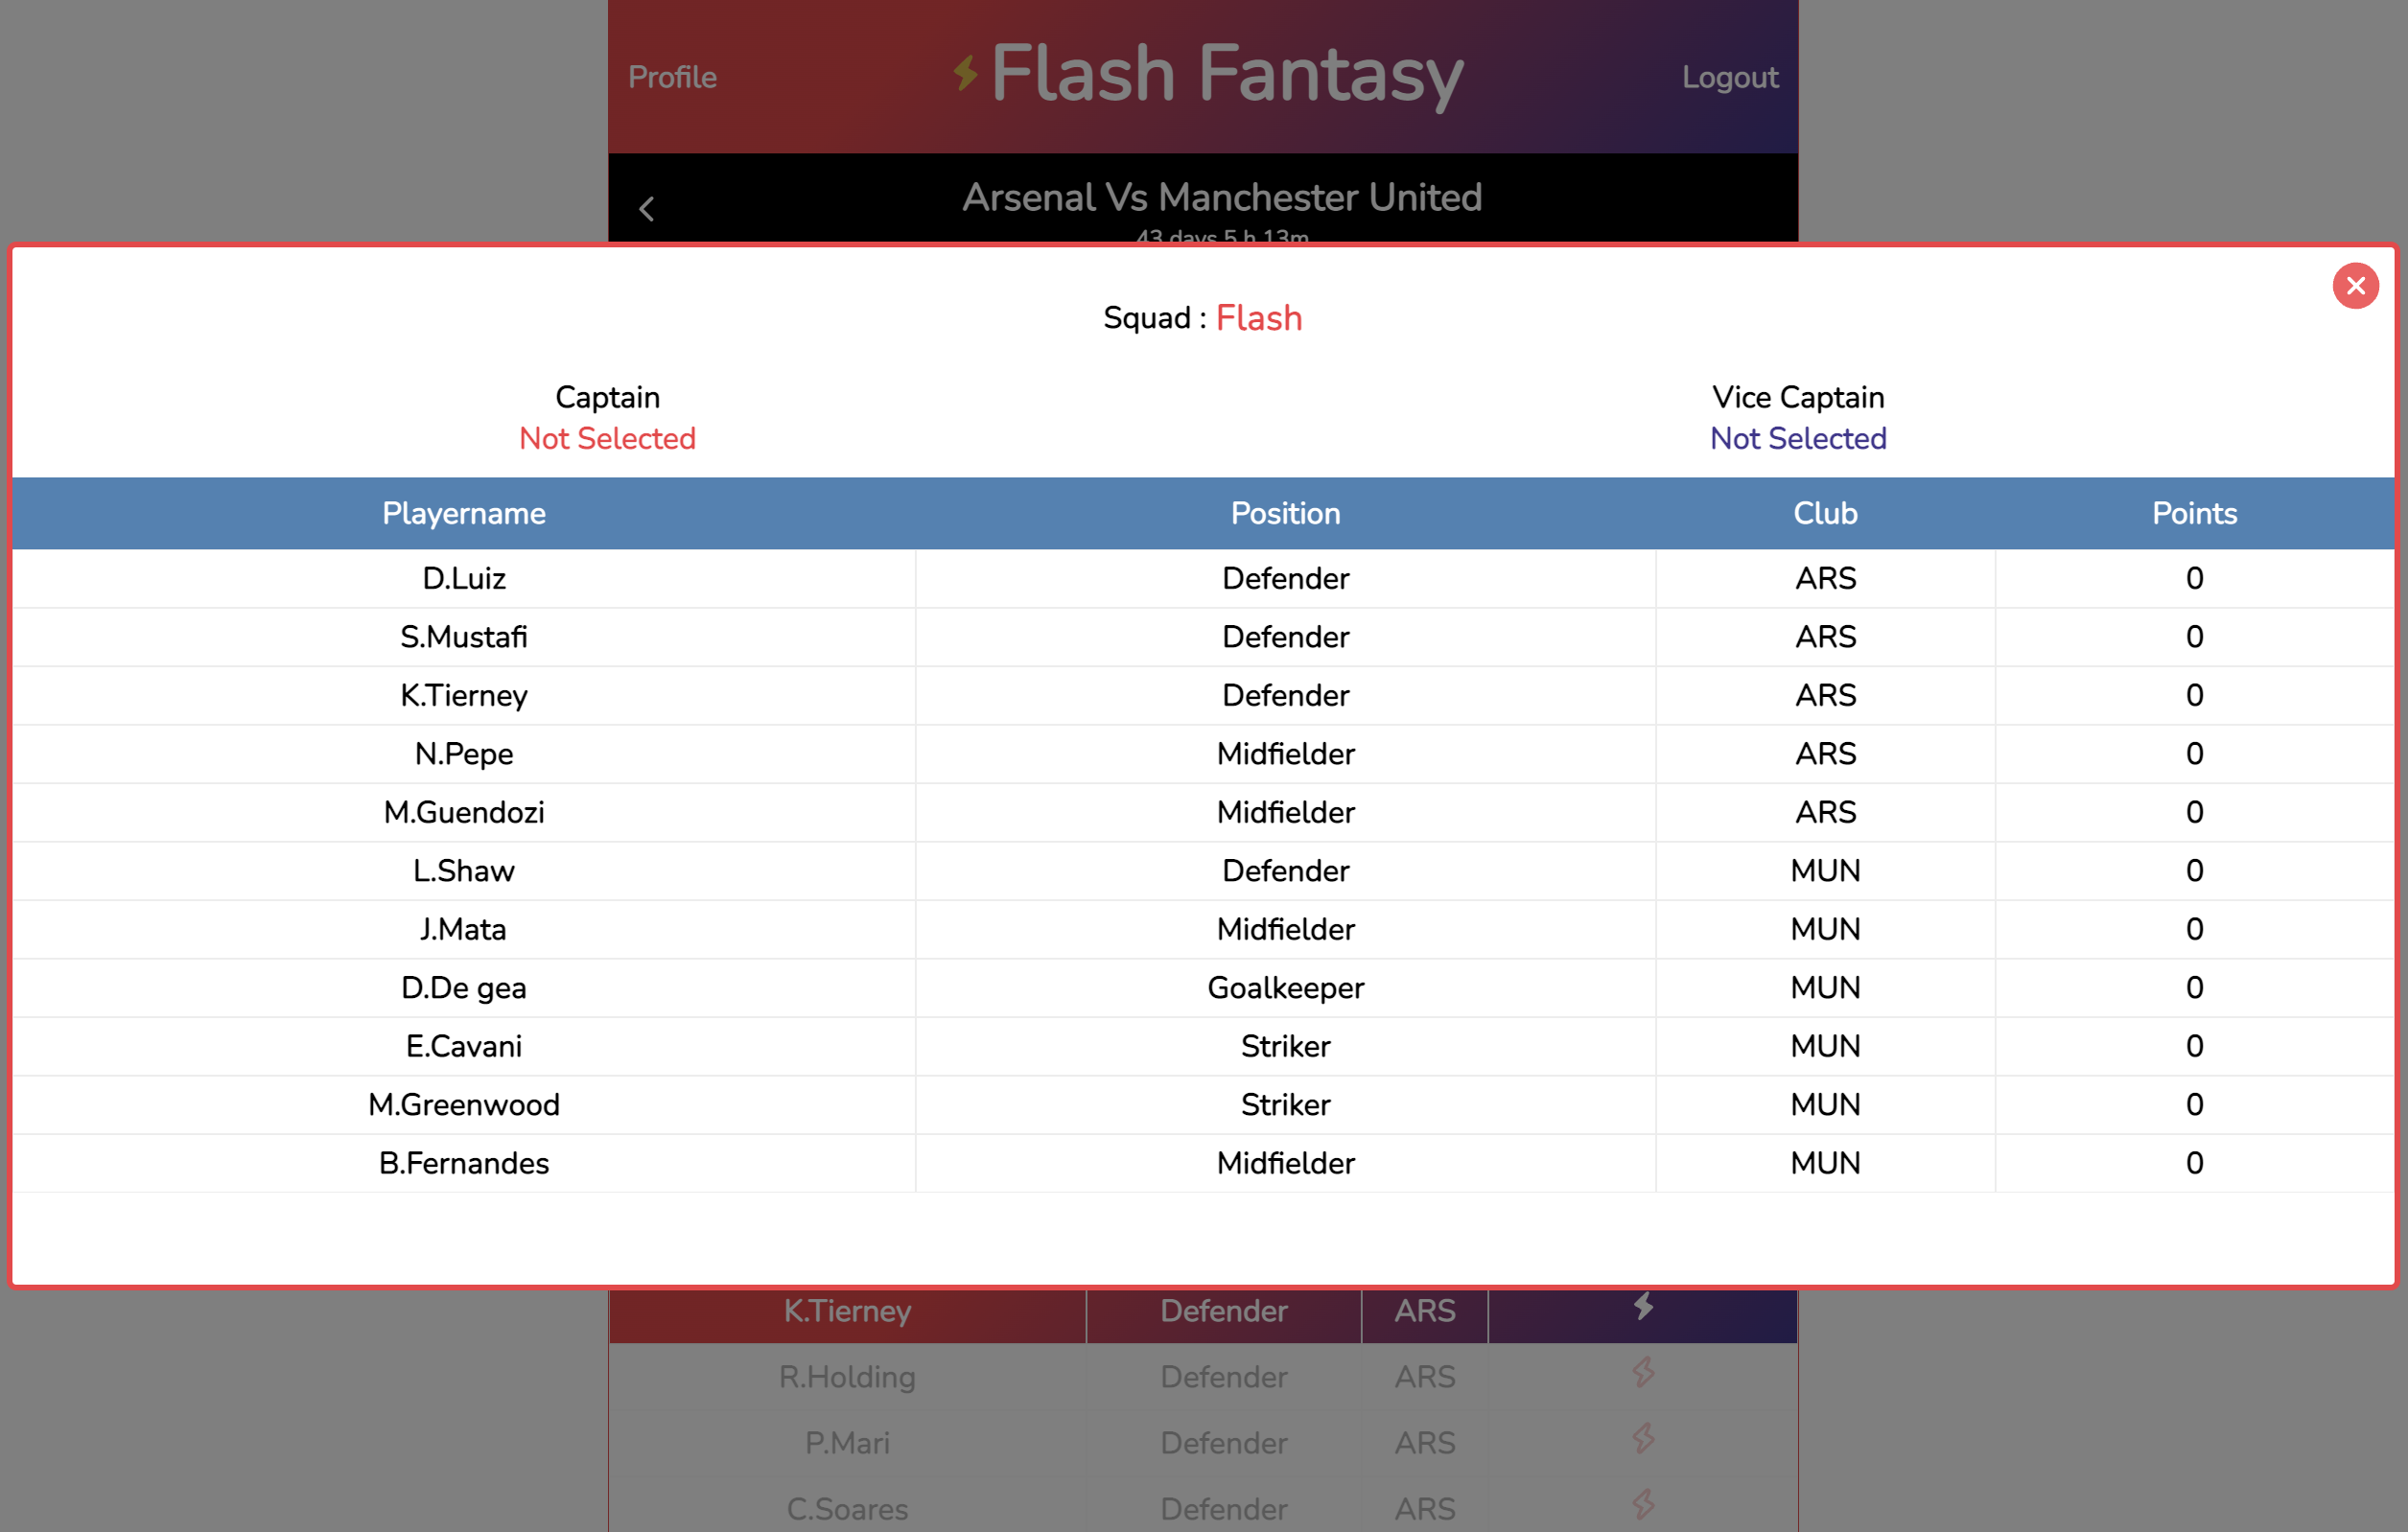 Profile
Flash Fantasy
Logout
Arsenal Vs Manchester United
43 days 5 h 13m
Squad : Flash
Captain
Not Selected
Vice Captain
Not Selected
Playername Position Club Points
D.Luiz Defender ARS 0
S.Mustafi Defender ARS 0
K.Tierney Defender ARS 0
N.Pepe Midfielder ARS 0
M.Guendozi Midfielder ARS 0
L.Shaw Defender MUN 0
J.Mata Midfielder MUN 0
D.De gea Goalkeeper MUN 0
E.Cavani Striker MUN 0
M.Greenwood Striker MUN 0
B.Fernandes Midfielder MUN 0
K.Tierney Defender ARS
R.Holding Defender ARS
P.Mari Defender ARS
C.Soares Defender ARS